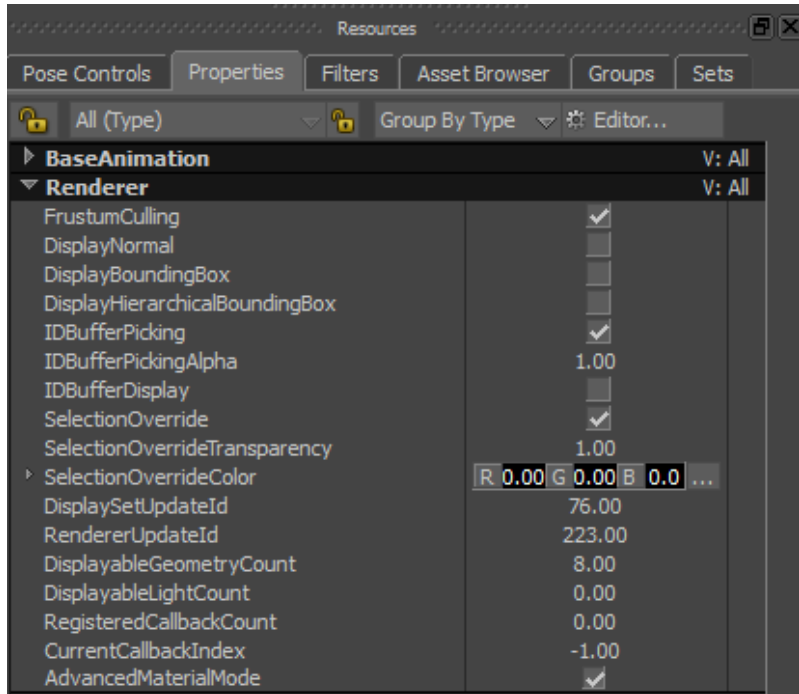 Resources
Pose Controls Properties Filters Asset Browser Groups Sets
All (Type) Group By Type Editor...
BaseAnimation V: All
Renderer V: All
FrustumCulling
DisplayNormal
DisplayBoundingBox
DisplayHierarchicalBoundingBox
IDBufferPicking
IDBufferPickingAlpha 1.00
IDBufferDisplay
SelectionOverride
SelectionOverrideTransparency 1.00
SelectionOverrideColor R 0.00 G 0.00 B 0.0 ...
DisplaySetUpdateId 76.00
RendererUpdateId 223.00
DisplayableGeometryCount 8.00
DisplayableLightCount 0.00
RegisteredCallbackCount 0.00
CurrentCallbackIndex -1.00
AdvancedMaterialMode